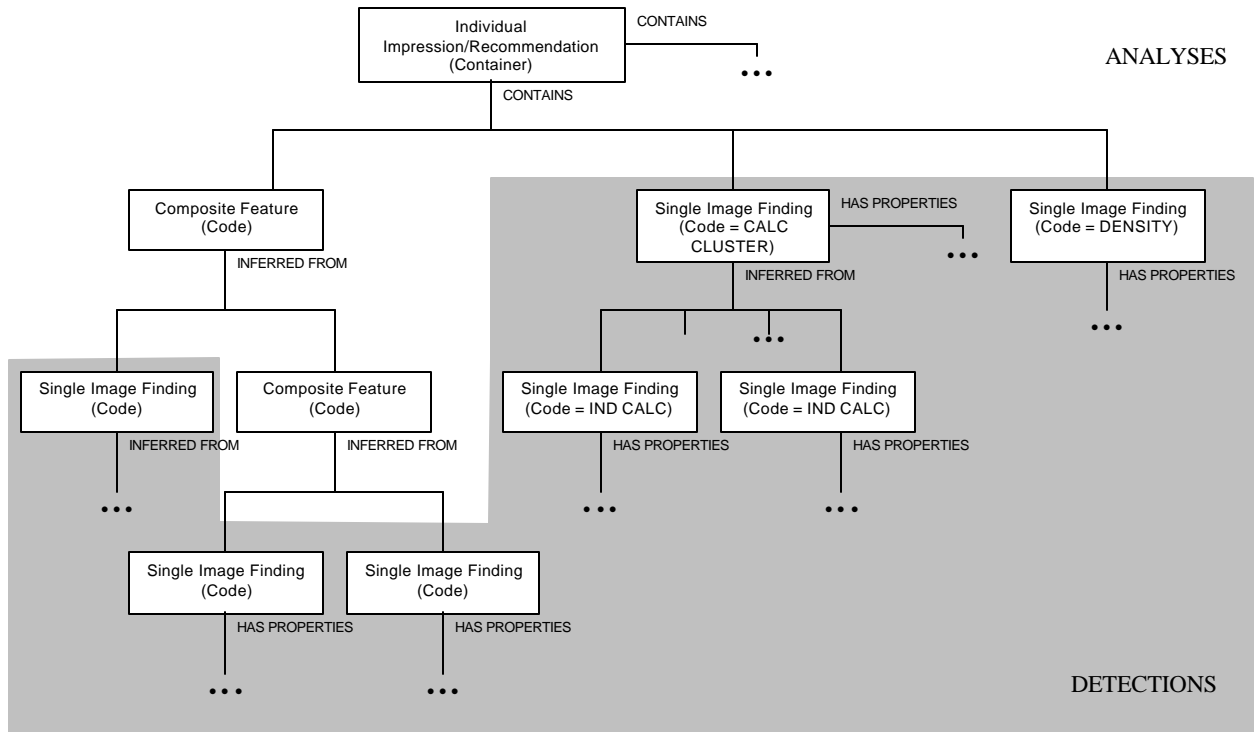 Individual
Impression/Recommendation
(Container)
CONTAINS
•••
ANALYSES
CONTAINS
Composite Feature
(Code)
INFERRED FROM
Single Image Finding
(Code = CALC
CLUSTER)
HAS PROPERTIES
•••
INFERRED FROM
Single Image Finding
(Code = DENSITY)
HAS PROPERTIES
•••
•••
Single Image Finding
(Code)
INFERRED FROM
•••
Composite Feature
(Code)
INFERRED FROM
Single Image Finding
(Code = IND CALC)
HAS PROPERTIES
•••
Single Image Finding
(Code = IND CALC)
HAS PROPERTIES
•••
Single Image Finding
(Code)
HAS PROPERTIES
•••
Single Image Finding
(Code)
HAS PROPERTIES
•••
DETECTIONS